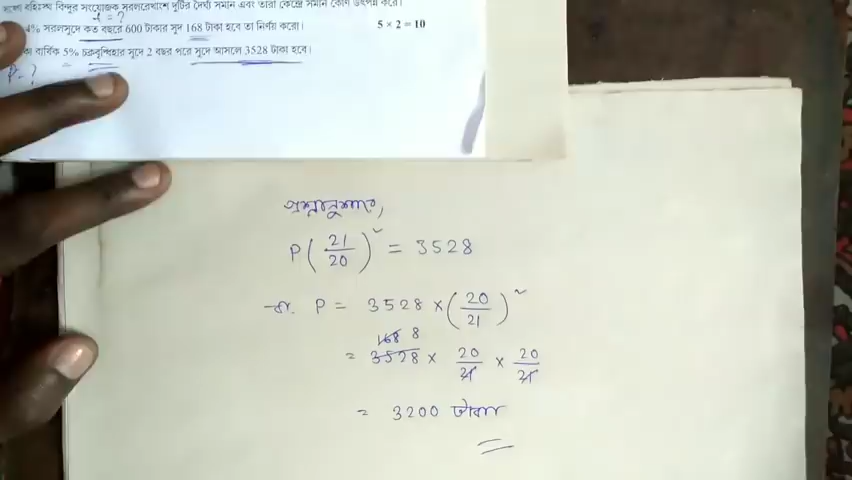 বহিঃস্থ বিন্দুর সংযোজক সরলরেখাংশ দুটির দৈর্ঘ্য সমান এবং তারা কেন্দ্রে সমান কোণ উৎপন্ন করে।
t = ?
4% সরলসুদে কত বছরে 600 টাকার সুদ 168 টাকা হবে তা নির্ণয় করো। 5 × 2 = 10
বার্ষিক 5% চক্রবৃদ্ধিহার সুদে 2 বছর পরে সুদে আসলে 3528 টাকা হবে।
P = ?
প্রশ্নানুসারে,
P(21/20)² = 3528
বা. P = 3528 × (20/21)²
168 8
= 3528 × 20/21 × 20/21
= 3200 টাকা